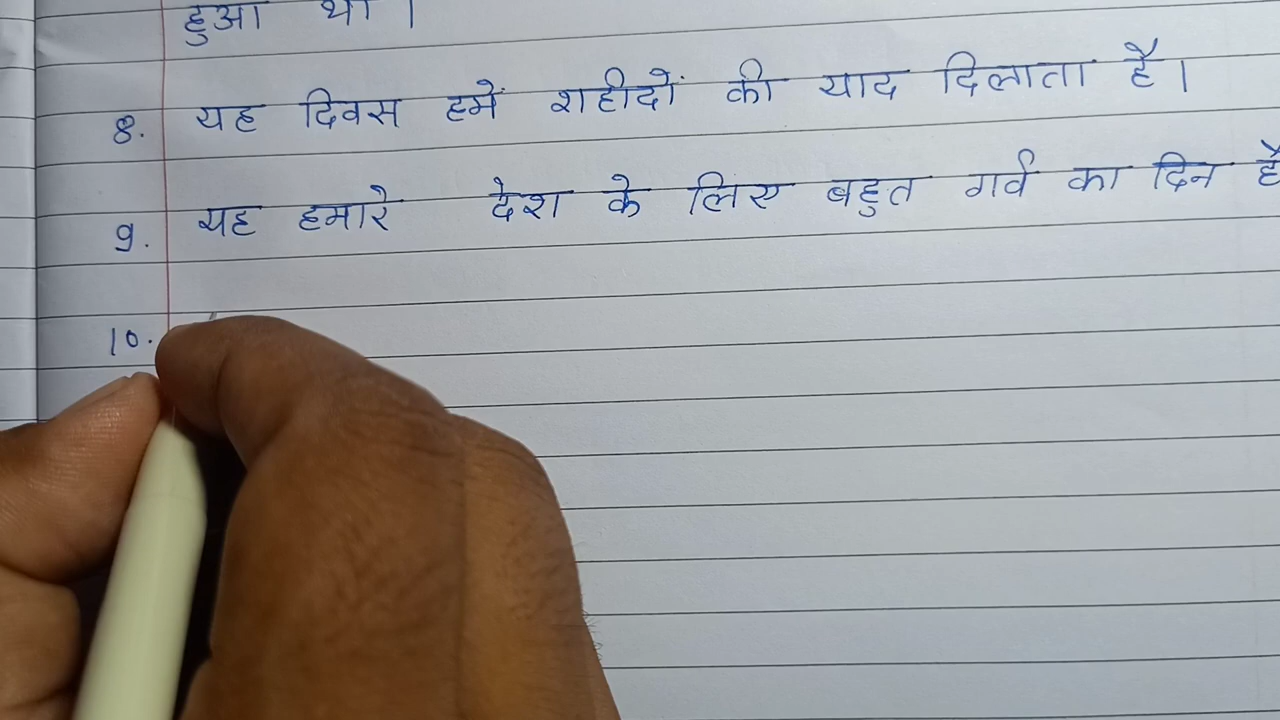 हुआ था ।
8. यह दिवस हमें शहीदों की याद दिलाता है ।
9. यह हमारे देश के लिए बहुत गर्व का दिन है
10.